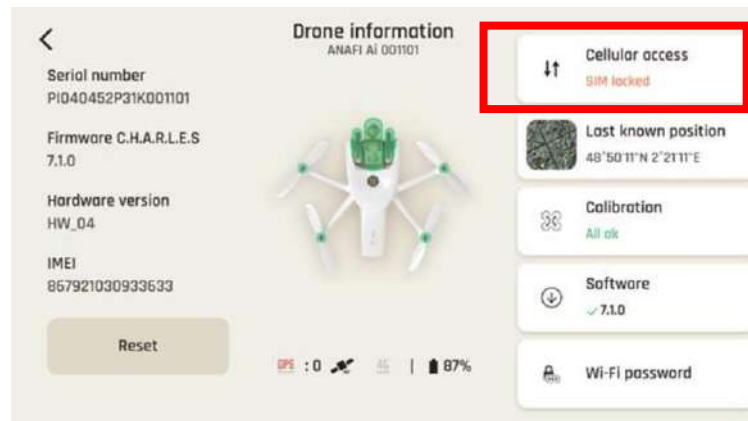 Drone information
ANAFI Ai 001101
Serial number
PI040452P31K001101
Firmware C.H.A.R.L.E.S
7.1.0
Hardware version
HW_04
IMEI
867921030933633
Reset
GPS : 0 4G | 87%
Cellular access
SIM locked
Last known position
48°50'11"N 2°21'11"E
Calibration
All ok
Software
7.1.0
Wi-Fi password